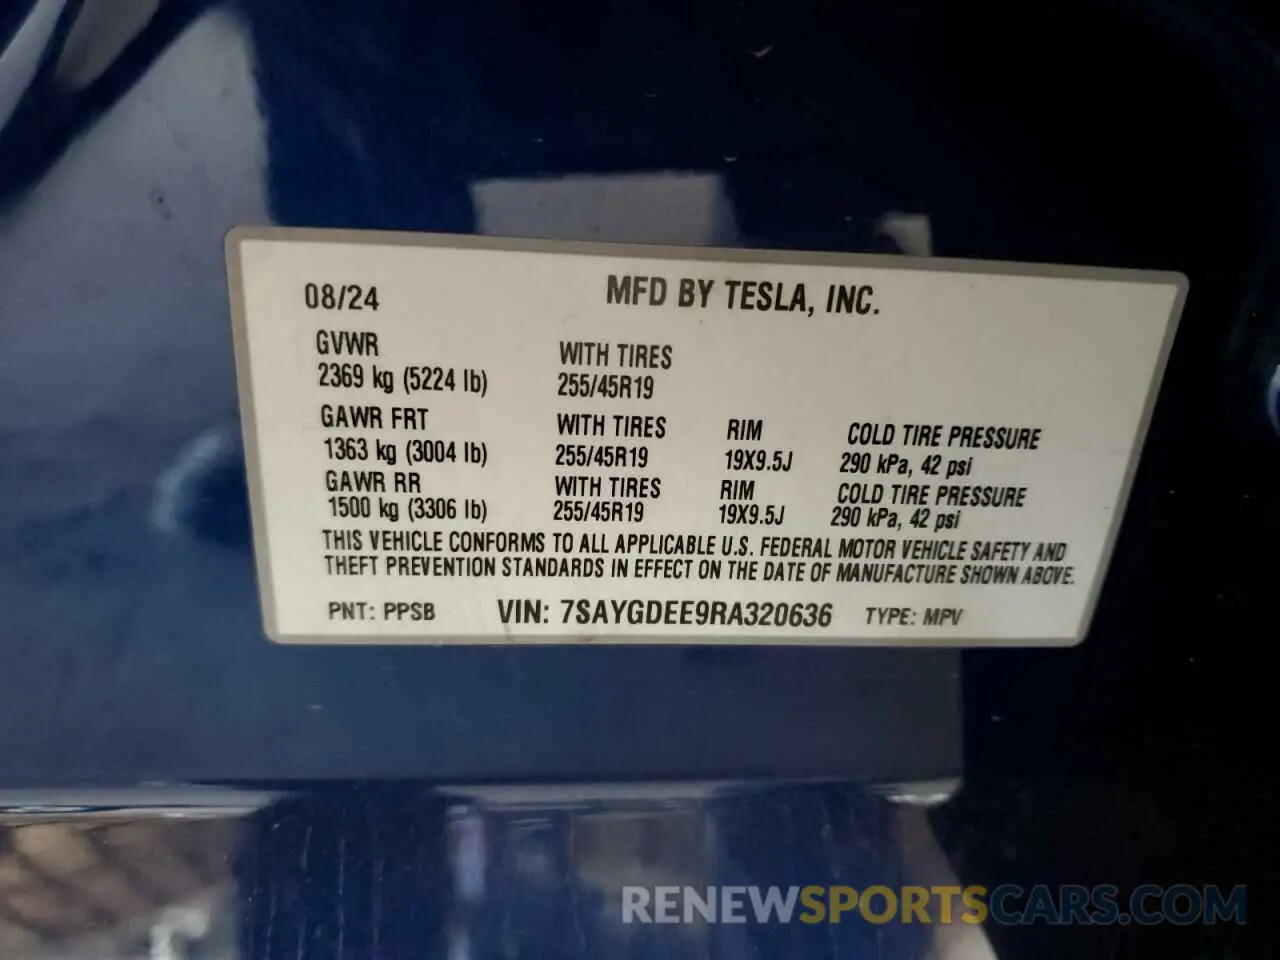 08/24 MFD BY TESLA, INC.
GVWR WITH TIRES
2369 kg (5224 lb) 255/45R19
GAWR FRT WITH TIRES RIM COLD TIRE PRESSURE
1363 kg (3004 lb) 255/45R19 19X9.5J 290 kPa, 42 psi
GAWR RR WITH TIRES RIM COLD TIRE PRESSURE
1500 kg (3306 lb) 255/45R19 19X9.5J 290 kPa, 42 psi
THIS VEHICLE CONFORMS TO ALL APPLICABLE U.S. FEDERAL MOTOR VEHICLE SAFETY AND
THEFT PREVENTION STANDARDS IN EFFECT ON THE DATE OF MANUFACTURE SHOWN ABOVE.
PNT: PPSB VIN: 7SAYGDEE9RA320636 TYPE: MPV
RENEWSPORTSCARS.COM